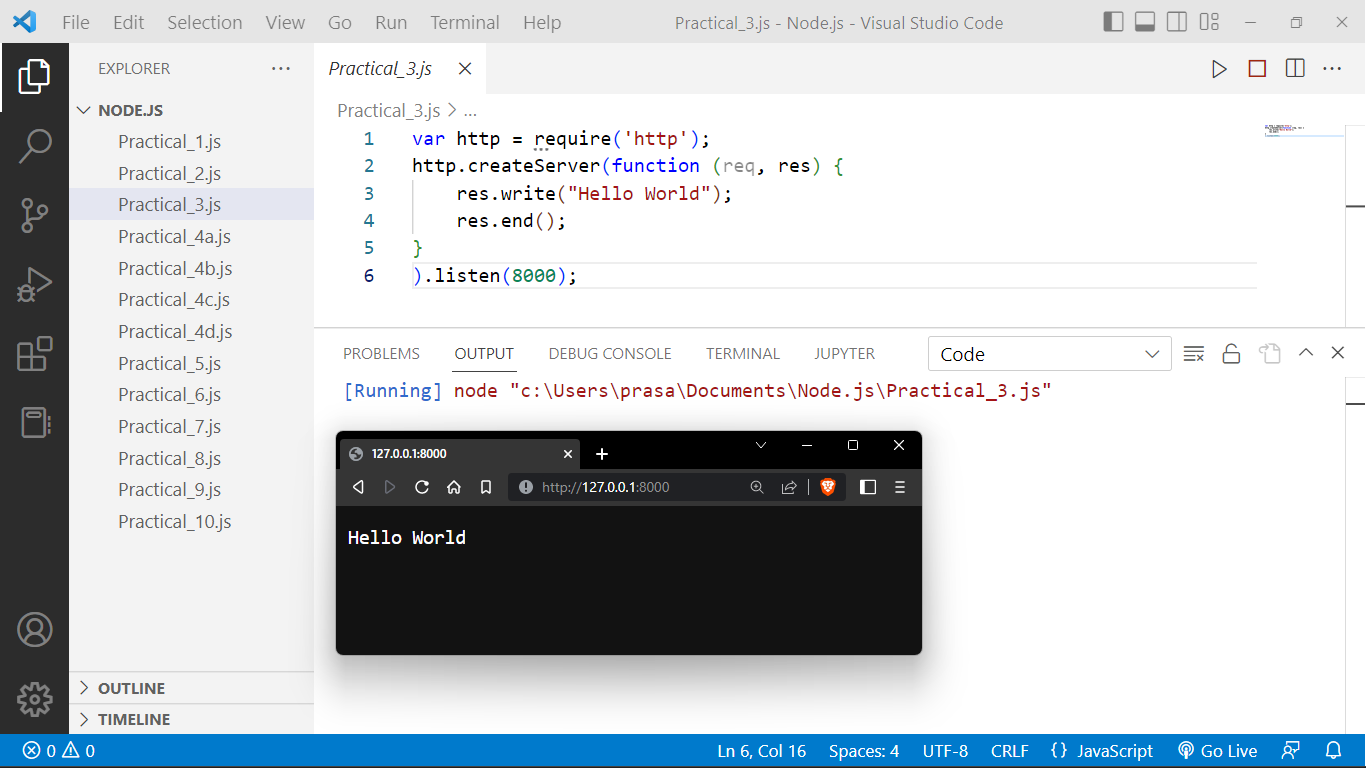 File Edit Selection View Go Run Terminal Help Practical_3.js - Node.js - Visual Studio Code
EXPLORER
NODE.JS
Practical_1.js
Practical_2.js
Practical_3.js
Practical_4a.js
Practical_4b.js
Practical_4c.js
Practical_4d.js
Practical_5.js
Practical_6.js
Practical_7.js
Practical_8.js
Practical_9.js
Practical_10.js
OUTLINE
TIMELINE
Practical_3.js
Practical_3.js > ...
1 var http = require('http');
2 http.createServer(function (req, res) {
3 res.write("Hello World");
4 res.end();
5 }
6 ).listen(8000);
PROBLEMS OUTPUT DEBUG CONSOLE TERMINAL JUPYTER Code
[Running] node "c:\Users\prasa\Documents\Node.js\Practical_3.js"
127.0.0.1:8000
http://127.0.0.1:8000
Hello World
0 0 Ln 6, Col 16 Spaces: 4 UTF-8 CRLF {} JavaScript Go Live